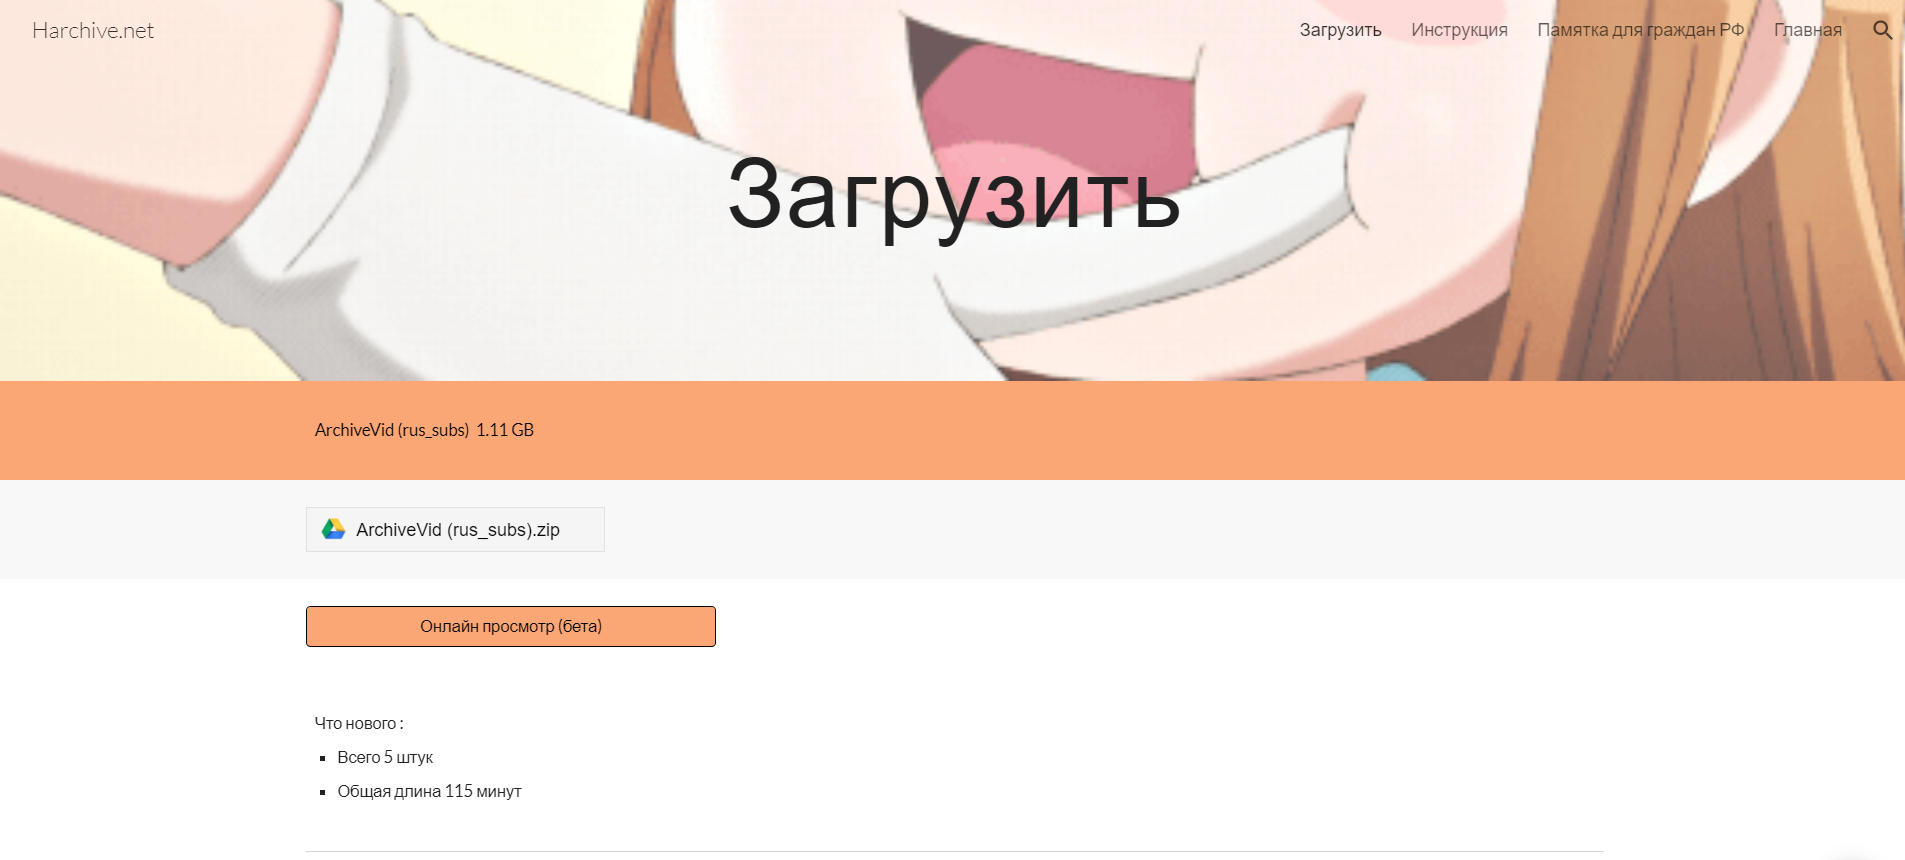 Harchive.net
Загрузить
Инструкция
Памятка для граждан РФ
Главная
Загрузить
ArchiveVid (rus_subs) 1.11 GB
ArchiveVid (rus_subs).zip
Онлайн просмотр (бета)
Что нового :
Всего 5 штук
Общая длина 115 минут